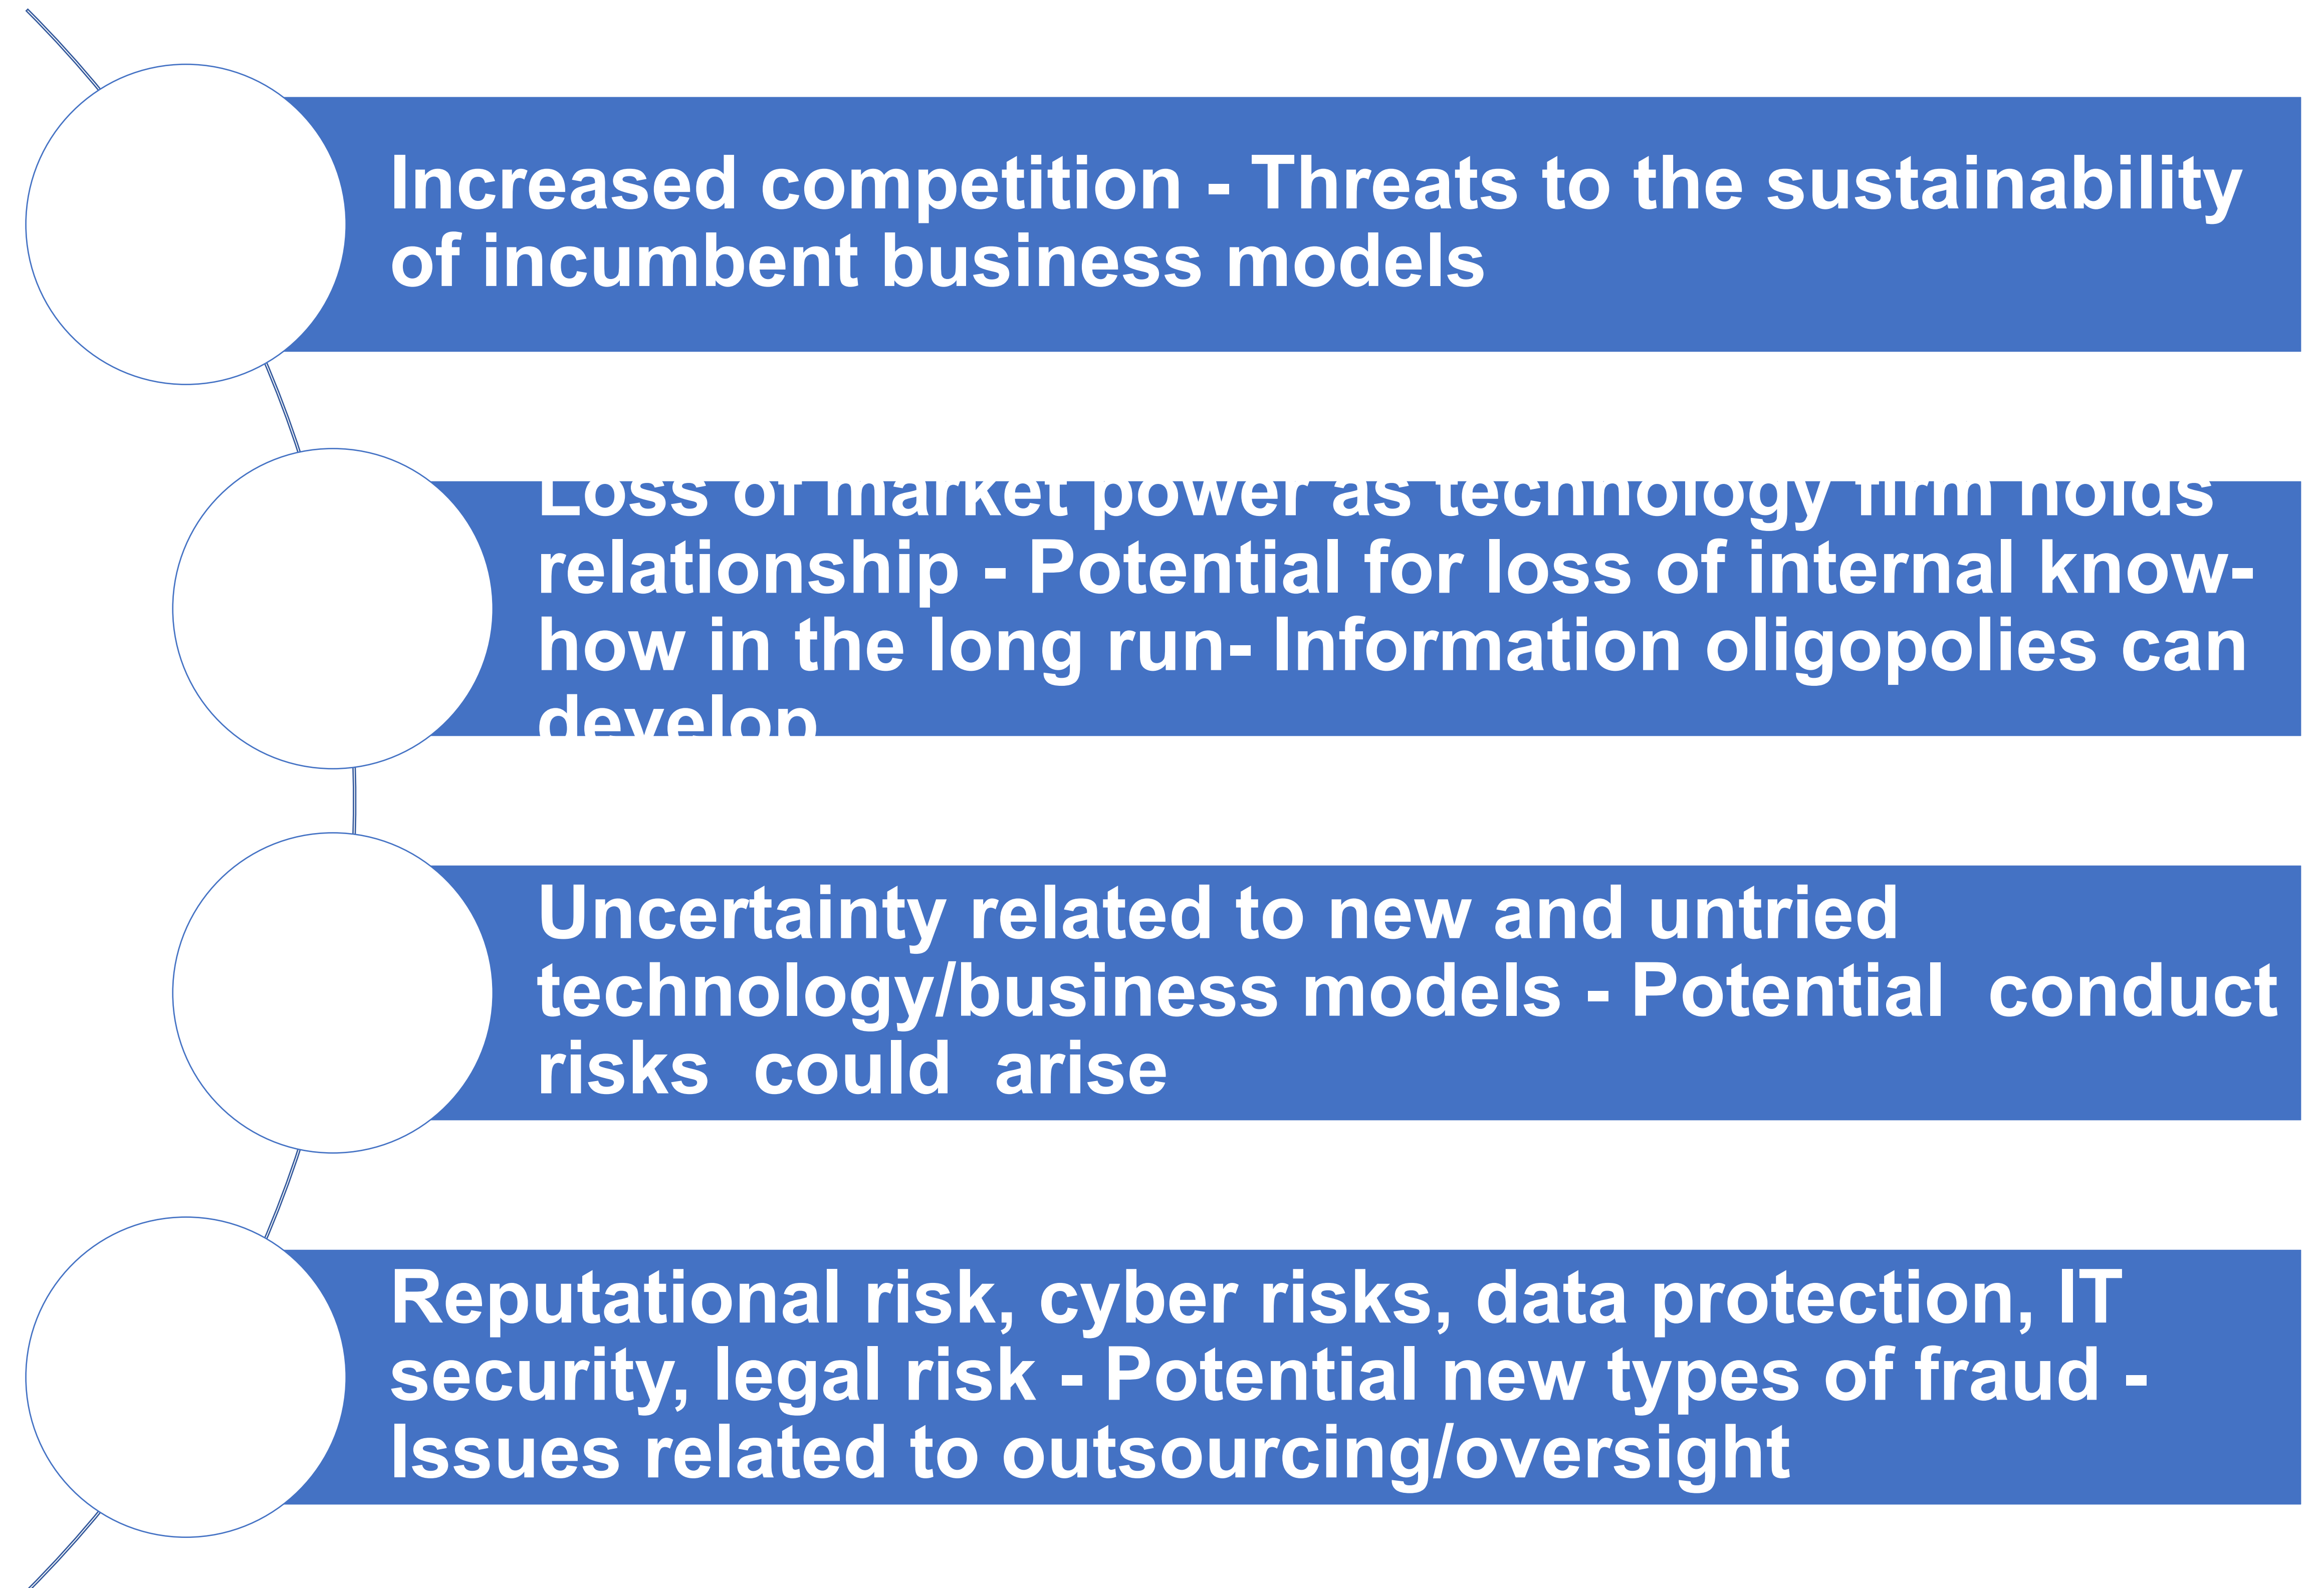 Increased competition - Threats to the sustainability
of incumbent business models
Loss of market power as technology firm holds
relationship - Potential for loss of internal know-
how in the long run- Information oligopolies can
develop
Uncertainty related to new and untried
technology/business models - Potential  conduct
risks  could  arise
Reputational risk, cyber risks, data protection, IT
security, legal risk - Potential new types of fraud -
Issues related to outsourcing/oversight